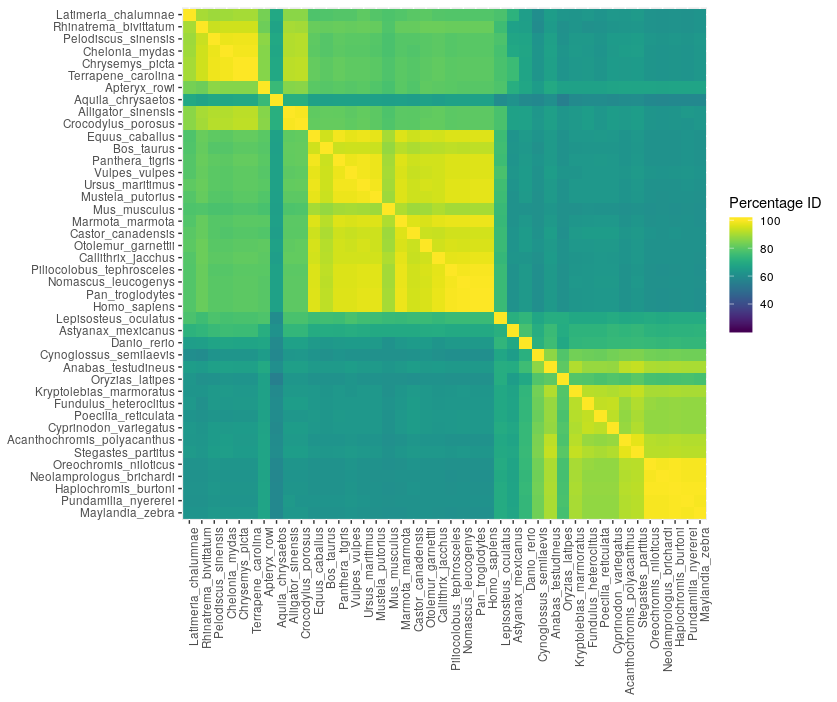 Latimeria_chalumnae
Rhinatrema_bivittatum
Pelodiscus_sinensis
Chelonia_mydas
Chrysemys_picta
Terrapene_carolina
Apteryx_rowi
Aquila_chrysaetos
Alligator_sinensis
Crocodylus_porosus
Equus_caballus
Bos_taurus
Panthera_tigris
Vulpes_vulpes
Ursus_maritimus
Mustela_putorius
Mus_musculus
Marmota_marmota
Castor_canadensis
Otolemur_garnettii
Callithrix_jacchus
Piliocolobus_tephrosceles
Nomascus_leucogenys
Pan_troglodytes
Homo_sapiens
Lepisosteus_oculatus
Astyanax_mexicanus
Danio_rerio
Cynoglossus_semilaevis
Anabas_testudineus
Oryzias_latipes
Kryptolebias_marmoratus
Fundulus_heteroclitus
Poecilia_reticulata
Cyprinodon_variegatus
Acanthochromis_polyacanthus
Stegastes_partitus
Oreochromis_niloticus
Neolamprologus_brichardi
Haplochromis_burtoni
Pundamilia_nyererei
Maylandia_zebra
Latimeria_chalumnae
Rhinatrema_bivittatum
Pelodiscus_sinensis
Chelonia_mydas
Chrysemys_picta
Terrapene_carolina
Apteryx_rowi
Aquila_chrysaetos
Alligator_sinensis
Crocodylus_porosus
Equus_caballus
Bos_taurus
Panthera_tigris
Vulpes_vulpes
Ursus_maritimus
Mustela_putorius
Mus_musculus
Marmota_marmota
Castor_canadensis
Otolemur_garnettii
Callithrix_jacchus
Piliocolobus_tephrosceles
Nomascus_leucogenys
Pan_troglodytes
Homo_sapiens
Lepisosteus_oculatus
Astyanax_mexicanus
Danio_rerio
Cynoglossus_semilaevis
Anabas_testudineus
Oryzias_latipes
Kryptolebias_marmoratus
Fundulus_heteroclitus
Poecilia_reticulata
Cyprinodon_variegatus
Acanthochromis_polyacanthus
Stegastes_partitus
Oreochromis_niloticus
Neolamprologus_brichardi
Haplochromis_burtoni
Pundamilia_nyererei
Maylandia_zebra
Percentage ID
100
80
60
40